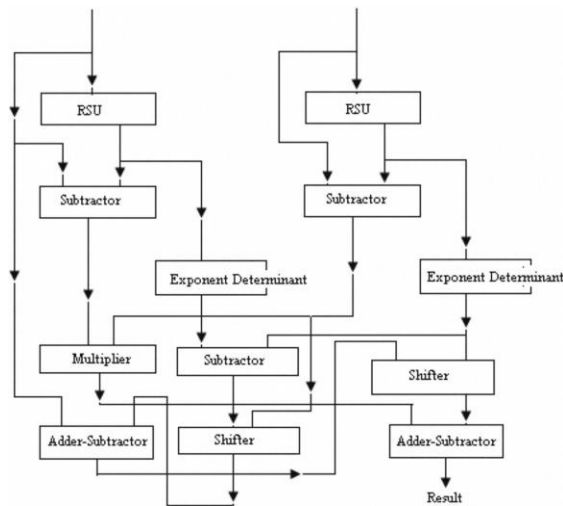 RSU
RSU
Subtractor
Subtractor
Exponent Determinant
Exponent Determinant
Multiplier
Subtractor
Shifter
Adder-Subtractor
Shifter
Adder-Subtractor
Result